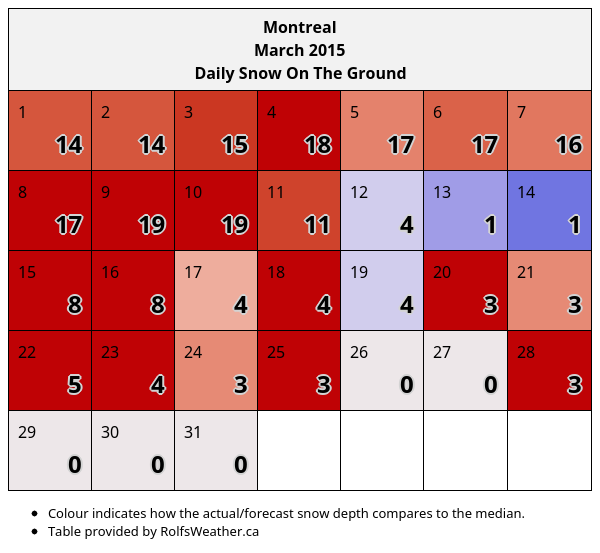 Montreal
March 2015
Daily Snow On The Ground
1 2 3 4 5 6 7
14 14 15 18 17 17 16
8 9 10 11 12 13 14
17 19 19 11 4 1 1
15 16 17 18 19 20 21
8 8 4 4 4 3 3
22 23 24 25 26 27 28
5 4 3 3 0 0 3
29 30 31
0 0 0
• Colour indicates how the actual/forecast snow depth compares to the median.
• Table provided by RolfsWeather.ca